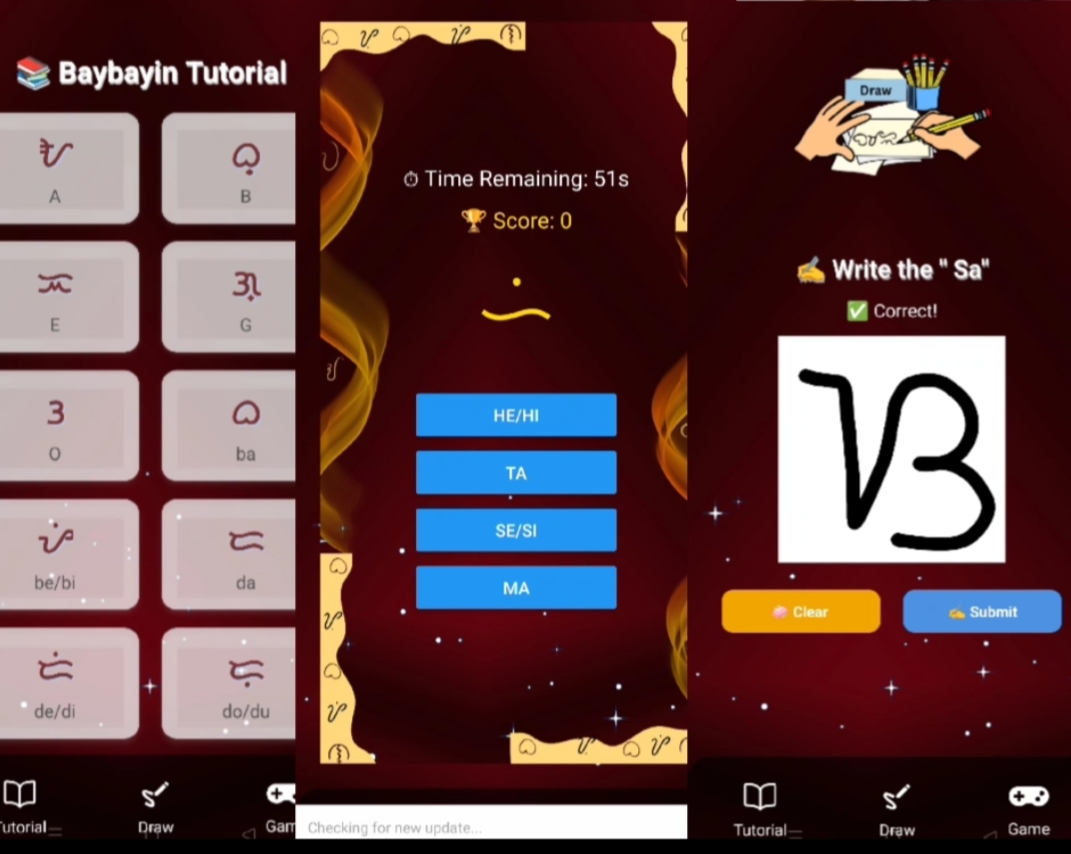 📚 Baybayin Tutorial
ᜀ
A
ᜊ᜔
B
ᜁ
E
ᜄ᜔
G
ᜂ
O
ᜊ
ba
be/bi
ᜇ
da
ᜇᜒ
de/di
ᜇᜓ
do/du
Tutorial
Draw
Gam
⏱ Time Remaining: 51s
🏆 Score: 0
ᜑᜒ
HE/HI
TA
SE/SI
MA
Checking for new update...
Draw
✍️ Write the " Sa"
✅ Correct!
ᜐ
🧼 Clear
✍️ Submit
Tutorial
Draw
Game